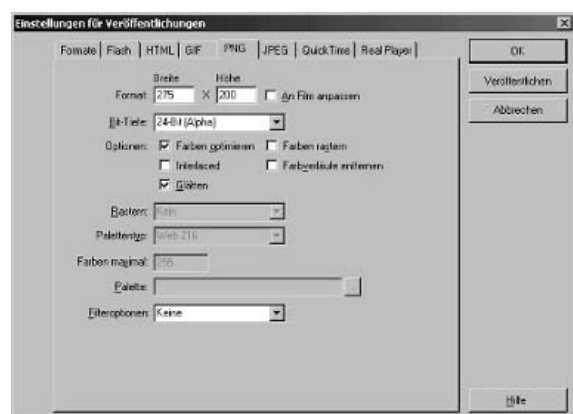 Einstellungen für Veröffentlichungen
Formate Flash HTML GIF PNG JPEG QuickTime Real Player
Breite Höhe
Format: 275 X 200 An Film anpassen
Bit-Tiefe: 24-Bit (Alpha)
Optionen: Farben optimieren Farben rastern
Interlaced Farbverläufe entfernen
Glätten
Rastern: Kein
Palettentyp: Web 216
Farben maximal: 255
Palette: ...
Filteroptionen: Keine
OK
Veröffentlichen
Abbrechen
Hilfe